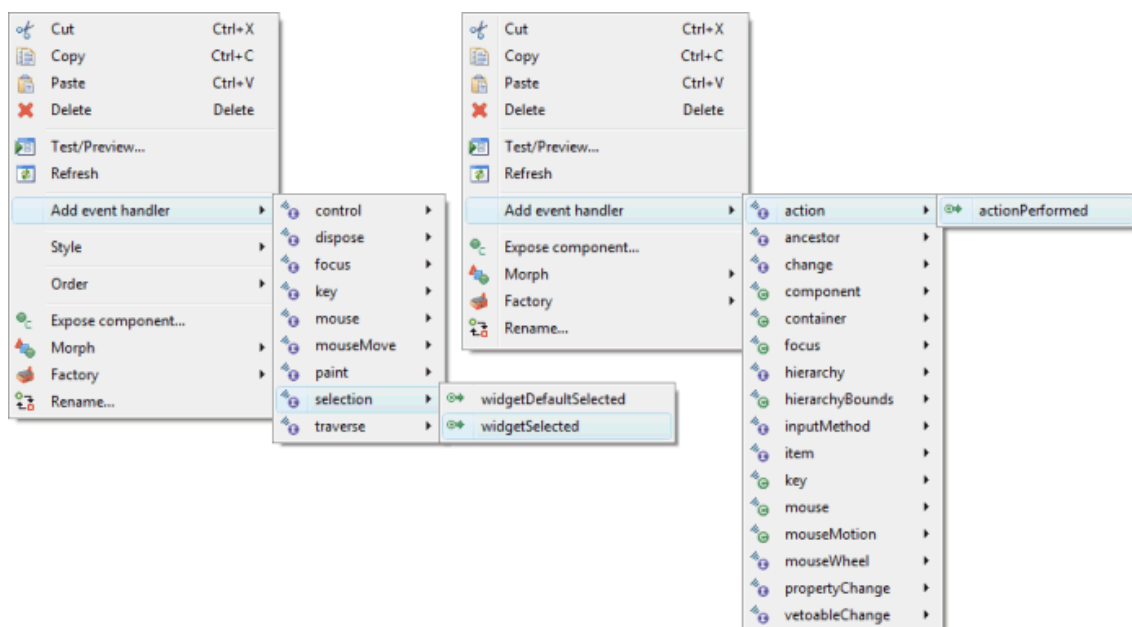 Cut Ctrl+X
Copy Ctrl+C
Paste Ctrl+V
Delete Delete
Test/Preview...
Refresh
Add event handler
Style
Order
Expose component...
Morph
Factory
Rename...
control
dispose
focus
key
mouse
mouseMove
paint
selection
traverse
widgetDefaultSelected
widgetSelected
Cut Ctrl+X
Copy Ctrl+C
Paste Ctrl+V
Delete Delete
Test/Preview...
Refresh
Add event handler
Expose component...
Morph
Factory
Rename...
action
ancestor
change
component
container
focus
hierarchy
hierarchyBounds
inputMethod
item
key
mouse
mouseMotion
mouseWheel
propertyChange
vetoableChange
actionPerformed